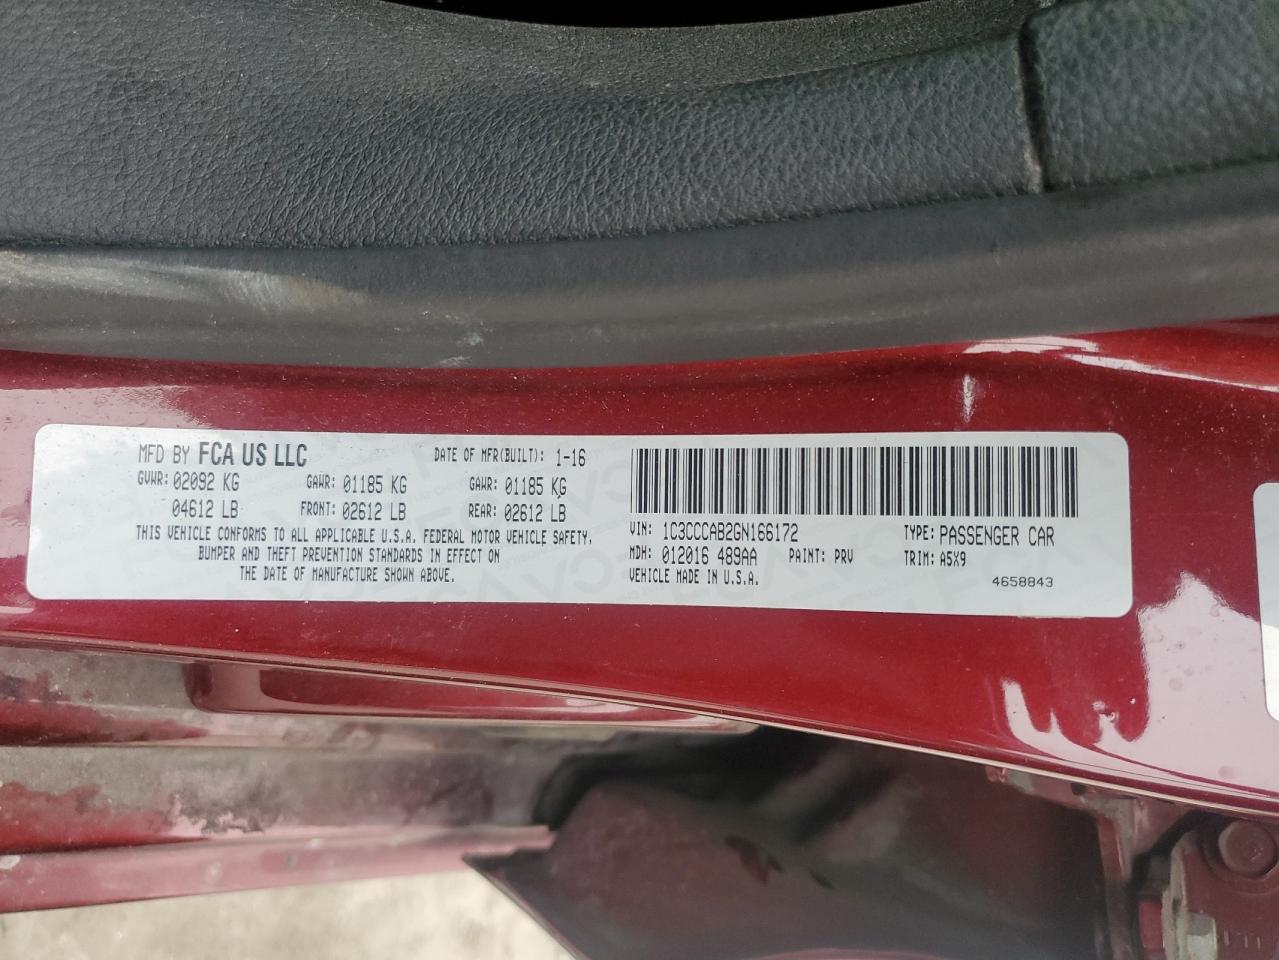 MFD BY FCA US LLC DATE OF MFR(BUILT): 1-16
GVWR: 02092 KG GAWR: 01185 KG GAWR: 01185 KG
04612 LB FRONT: 02612 LB REAR: 02612 LB
THIS VEHICLE CONFORMS TO ALL APPLICABLE U.S.A. FEDERAL MOTOR VEHICLE SAFETY,
BUMPER AND THEFT PREVENTION STANDARDS IN EFFECT ON
THE DATE OF MANUFACTURE SHOWN ABOVE.
VIN: 1C3CCCAB2GN166172 TYPE: PASSENGER CAR
MDH: 012016 489AA PAINT: PRV TRIM: A5X9
VEHICLE MADE IN U.S.A. 4658843